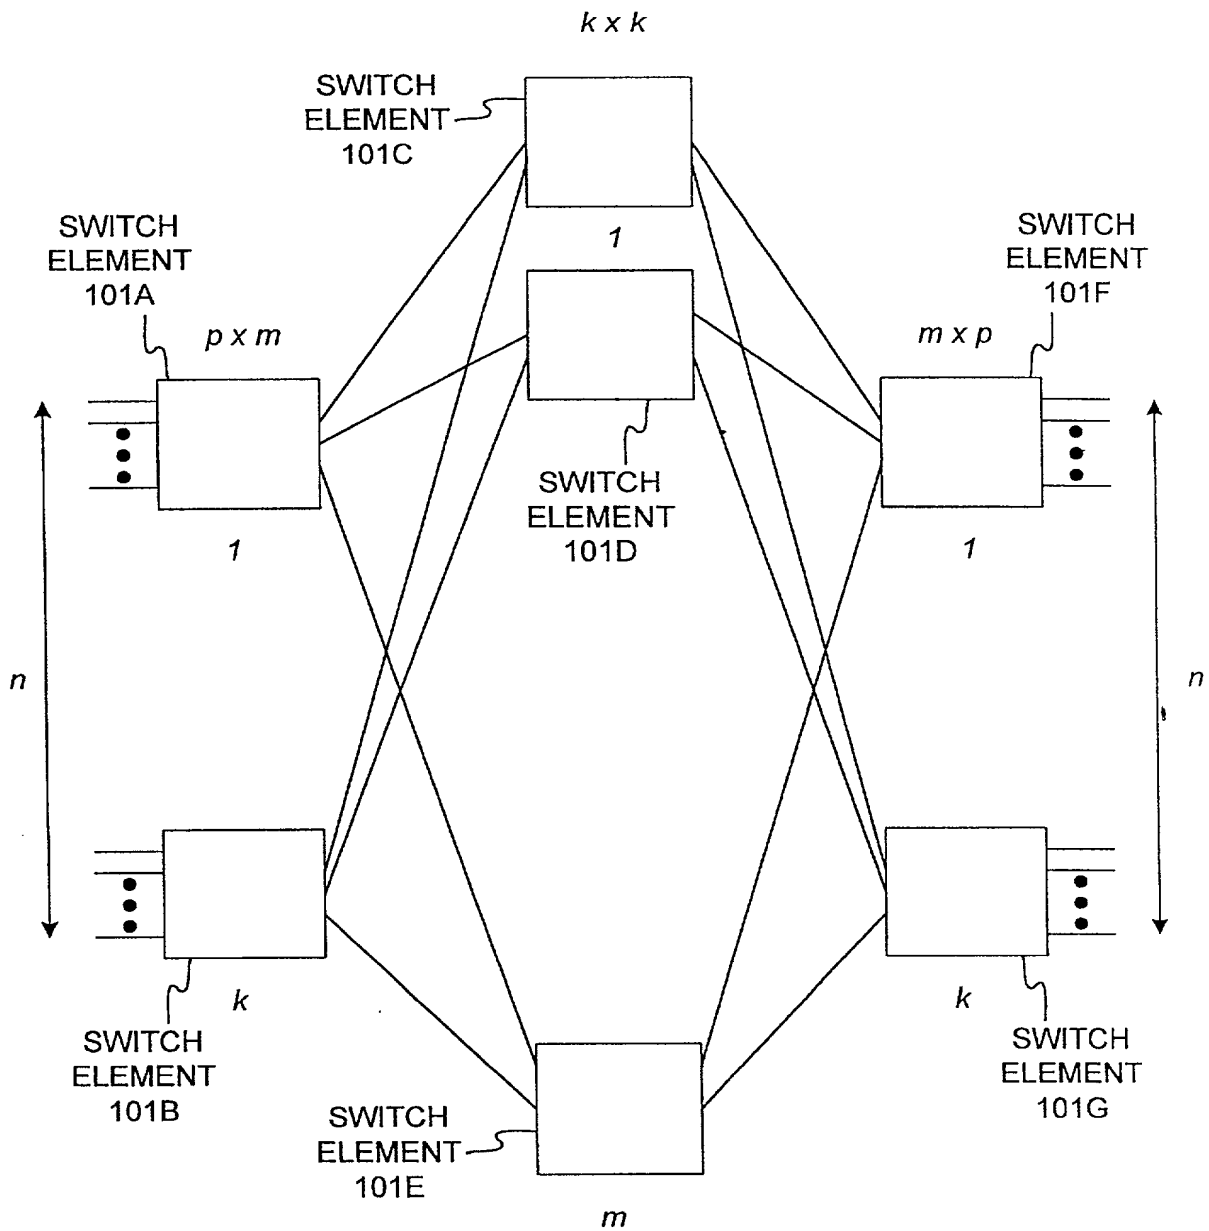 k x k
SWITCH
ELEMENT
101C
1
SWITCH
ELEMENT
101A
p x m
1
SWITCH
ELEMENT
101F
m x p
1
SWITCH
ELEMENT
101D
n
n
k
SWITCH
ELEMENT
101B
k
SWITCH
ELEMENT
101G
SWITCH
ELEMENT
101E
m